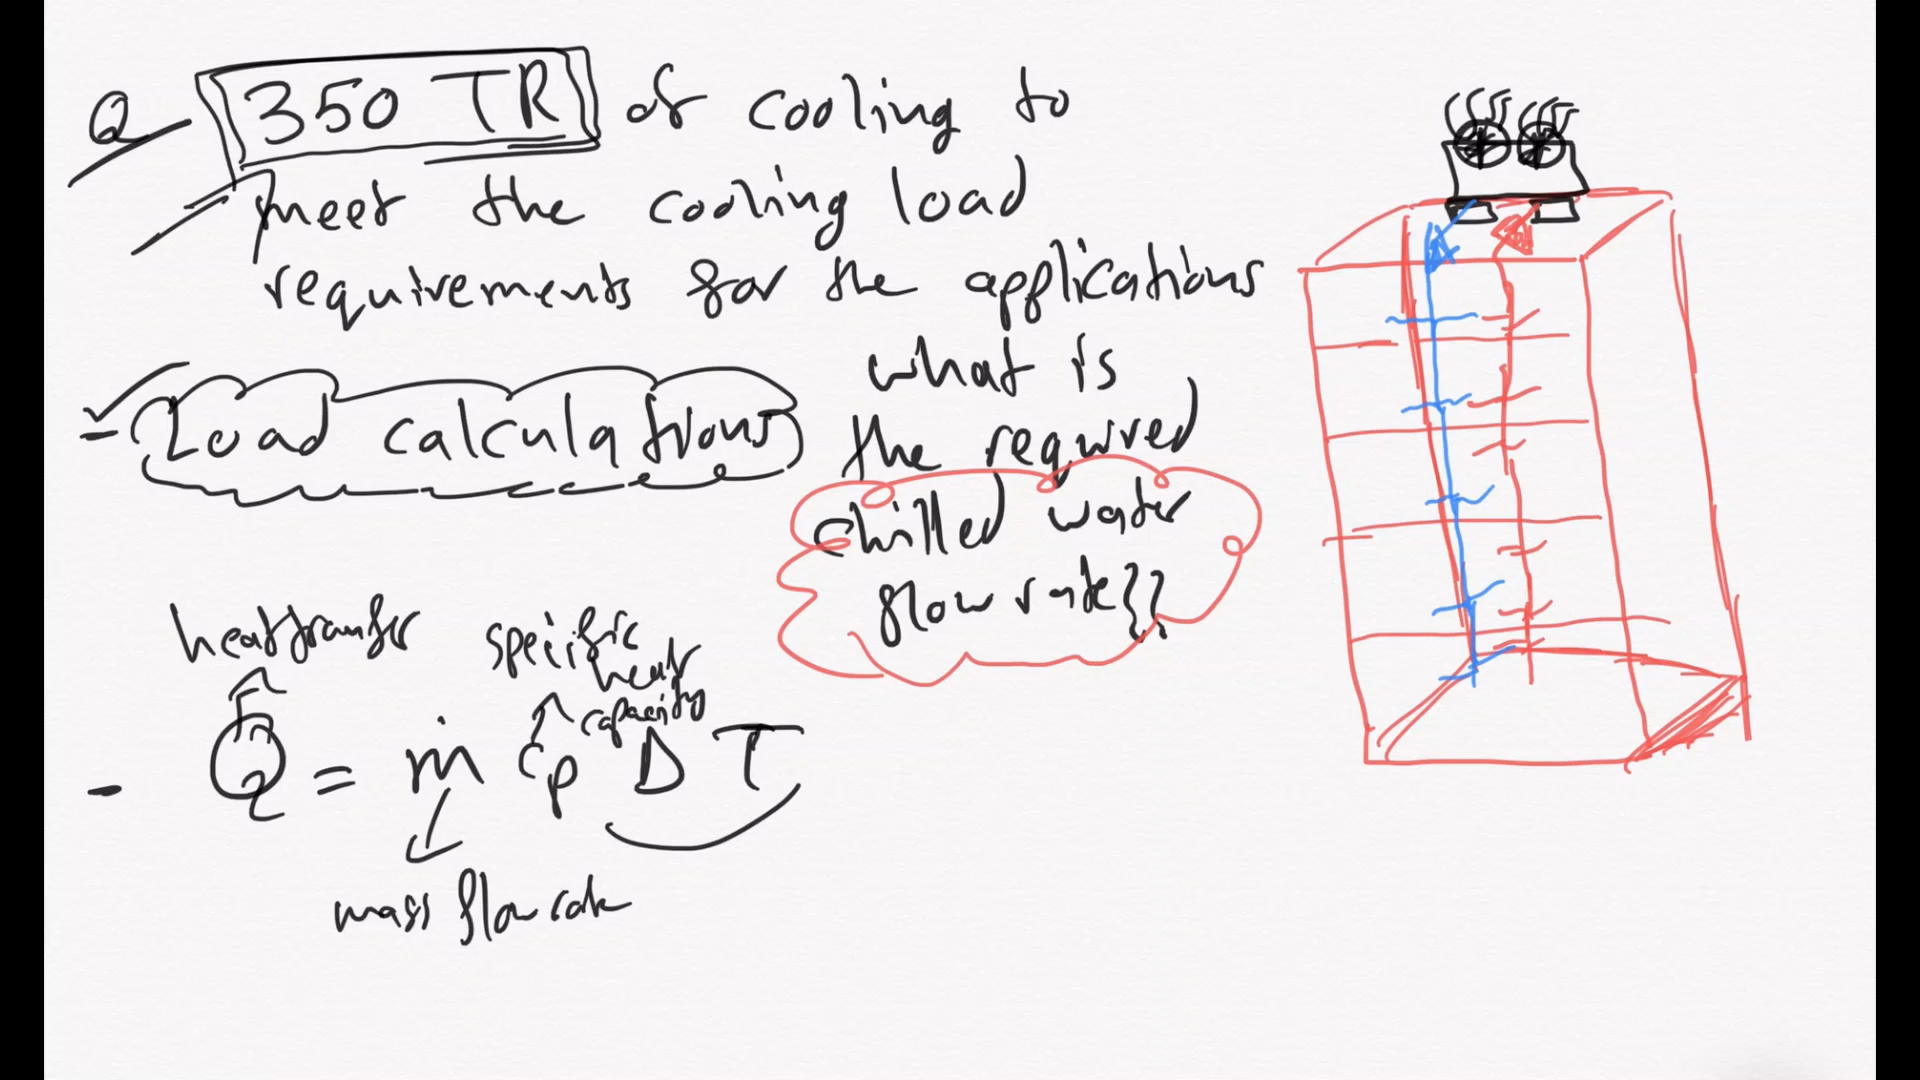 Q 350 TR of cooling to
meet the cooling load
requirements for the applications
what is
the required
chilled water
flow rate??
- Load calculations
heat transfer
specific
heat
capacity
- Q = ṁ Cp Δ T
mass flow rate